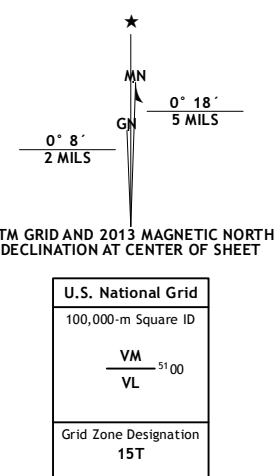 ★
MN
0° 18´
5 MILS
GN
0° 8´
2 MILS
TM GRID AND 2013 MAGNETIC NORTH
DECLINATION AT CENTER OF SHEET
U.S. National Grid
100,000-m Square ID
VM
5100
VL
Grid Zone Designation
15T